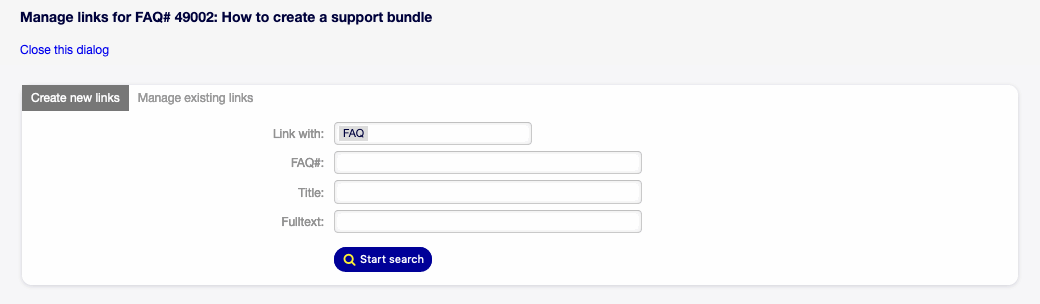 Manage links for FAQ# 49002: How to create a support bundle
Close this dialog
Create new links Manage existing links
Link with: FAQ
FAQ#:
Title:
Fulltext:
Start search